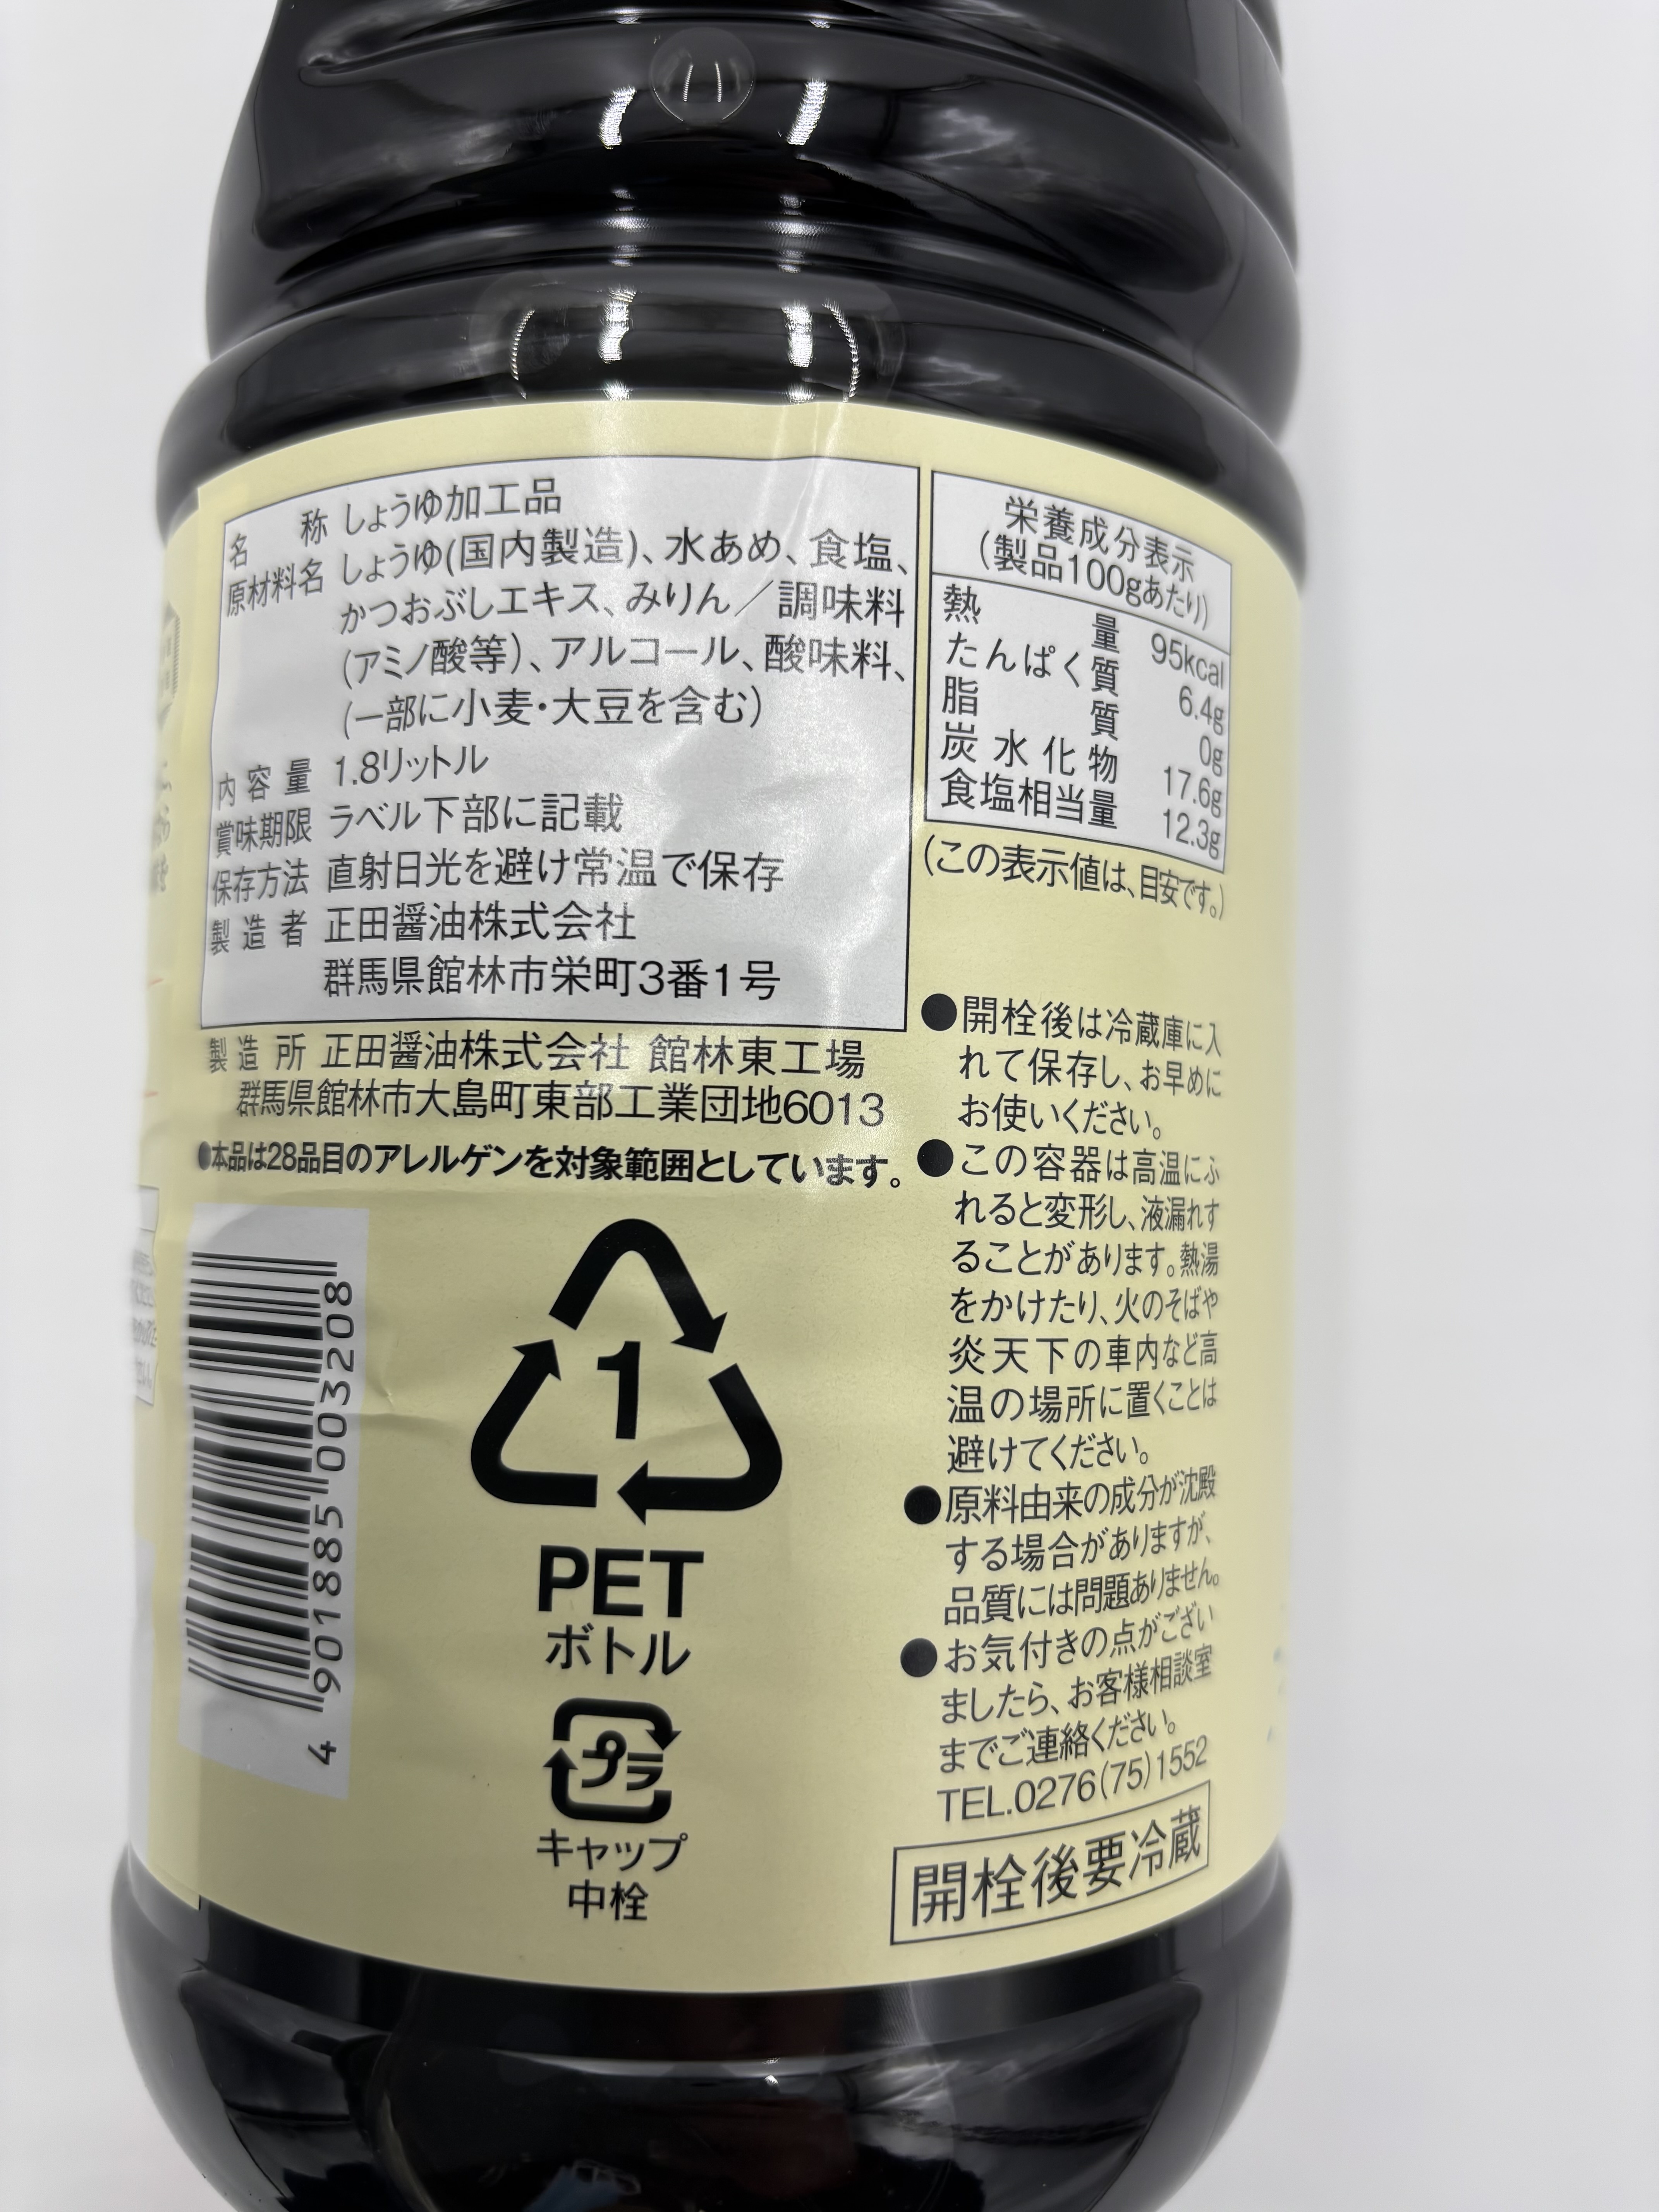 名　称 しょうゆ加工品
原材料名 しょうゆ(国内製造)、水あめ、食塩、
かつおぶしエキス、みりん／調味料
(アミノ酸等)、アルコール、酸味料、
(一部に小麦・大豆を含む)
内容量 1.8リットル
賞味期限 ラベル下部に記載
保存方法 直射日光を避け常温で保存
製造者 正田醤油株式会社
群馬県館林市栄町3番1号
製造所 正田醤油株式会社 館林東工場
群馬県館林市大島町東部工業団地6013
●本品は28品目のアレルゲンを対象範囲としています。
4 901885 003208
1
PET
ボトル
プラ
キャップ
中栓
栄養成分表示
(製品100gあたり)
熱量 95kcal
たんぱく質 6.4g
脂質 0g
炭水化物 17.6g
食塩相当量 12.3g
(この表示値は、目安です。)
●開栓後は冷蔵庫に入
れて保存し、お早めに
お使いください。
●この容器は高温にふ
れると変形し、液漏れす
ることがあります。熱湯
をかけたり、火のそばや
炎天下の車内など高
温の場所に置くことは
避けてください。
●原料由来の成分が沈殿
する場合がありますが、
品質には問題ありません。
●お気付きの点がござい
ましたら、お客様相談室
までご連絡ください。
TEL.0276(75)1552
開栓後要冷蔵